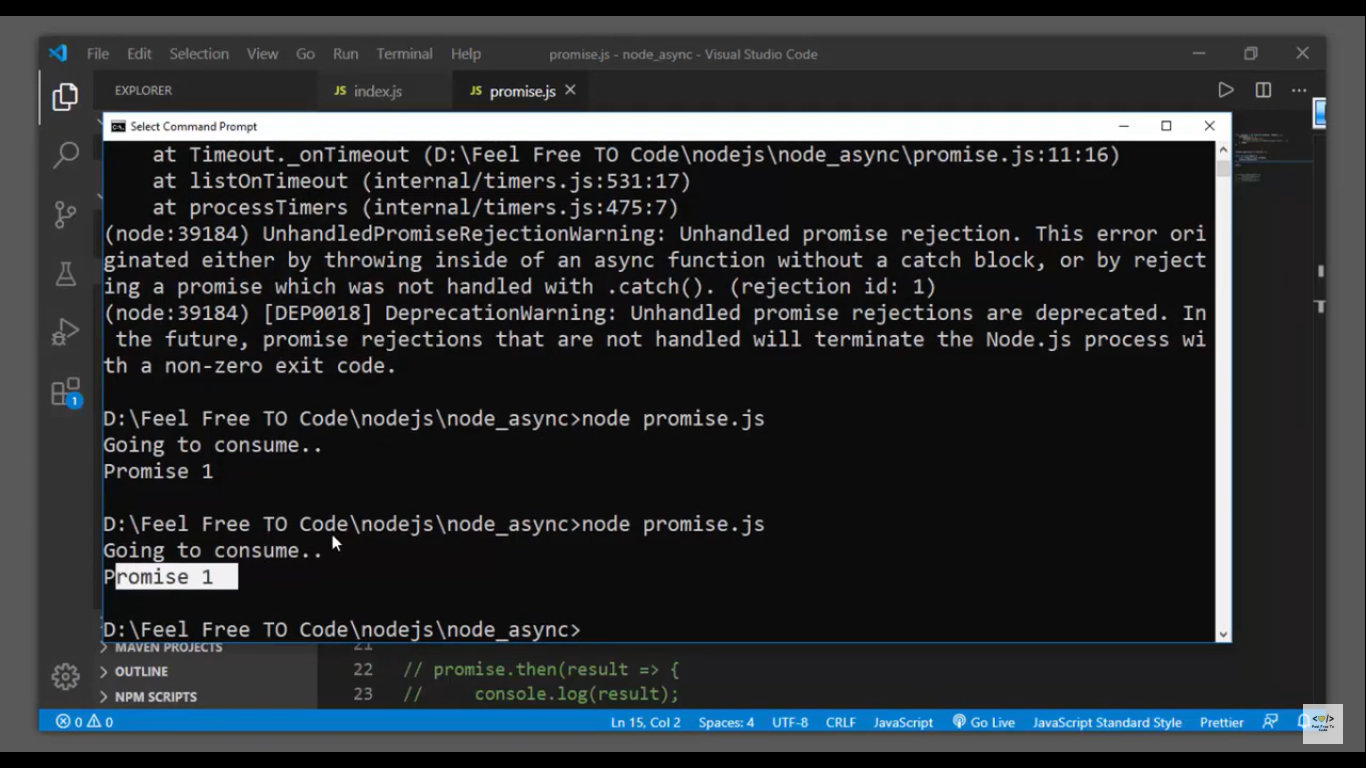 File Edit Selection View Go Run Terminal Help promise.js - node_async - Visual Studio Code
EXPLORER JS index.js JS promise.js
Select Command Prompt
at Timeout._onTimeout (D:\Feel Free TO Code\nodejs\node_async\promise.js:11:16)
at listOnTimeout (internal/timers.js:531:17)
at processTimers (internal/timers.js:475:7)
(node:39184) UnhandledPromiseRejectionWarning: Unhandled promise rejection. This error ori
ginated either by throwing inside of an async function without a catch block, or by reject
ing a promise which was not handled with .catch(). (rejection id: 1)
(node:39184) [DEP0018] DeprecationWarning: Unhandled promise rejections are deprecated. In
the future, promise rejections that are not handled will terminate the Node.js process wi
th a non-zero exit code.
D:\Feel Free TO Code\nodejs\node_async>node promise.js
Going to consume..
Promise 1
D:\Feel Free TO Code\nodejs\node_async>node promise.js
Going to consume..
Promise 1
D:\Feel Free TO Code\nodejs\node_async>
1
MAVEN PROJECTS 21
OUTLINE 22 // promise.then(result => {
NPM SCRIPTS 23 // console.log(result);
0 0 Ln 15, Col 2 Spaces: 4 UTF-8 CRLF JavaScript Go Live JavaScript Standard Style Prettier